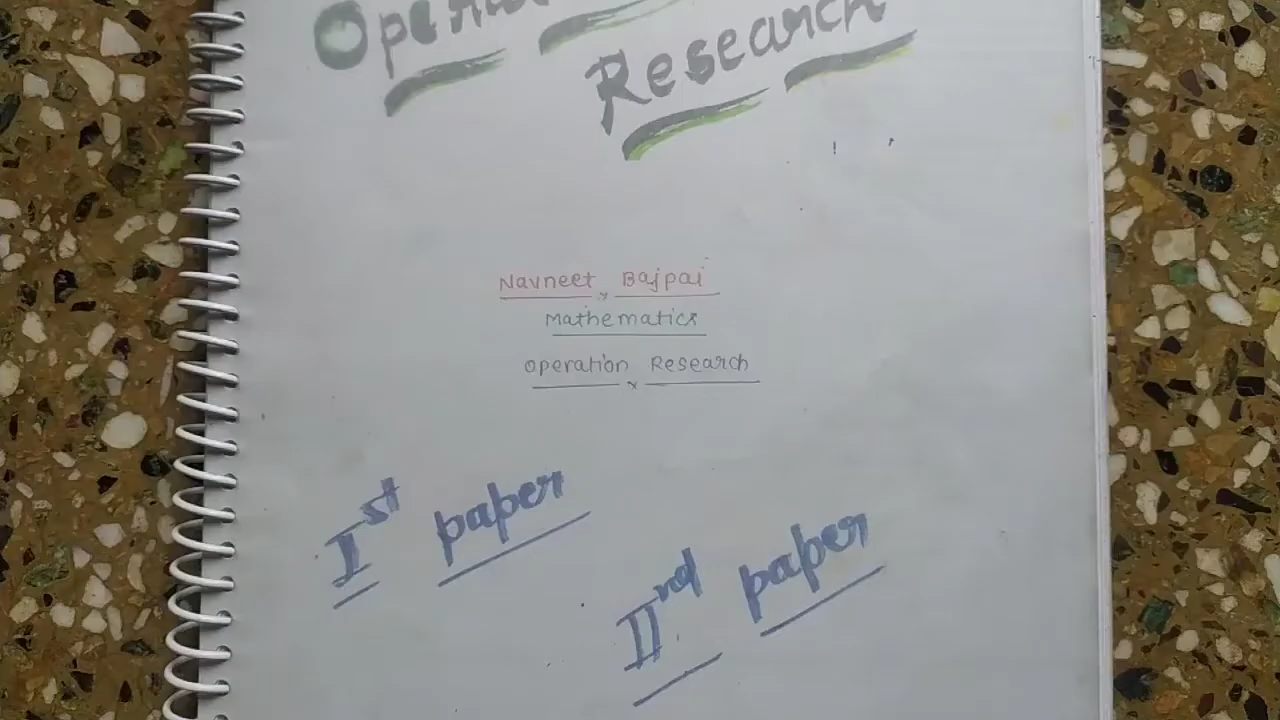 Research
Navneet Bajpai
Mathematics
Operation Research
Ist paper
IInd paper